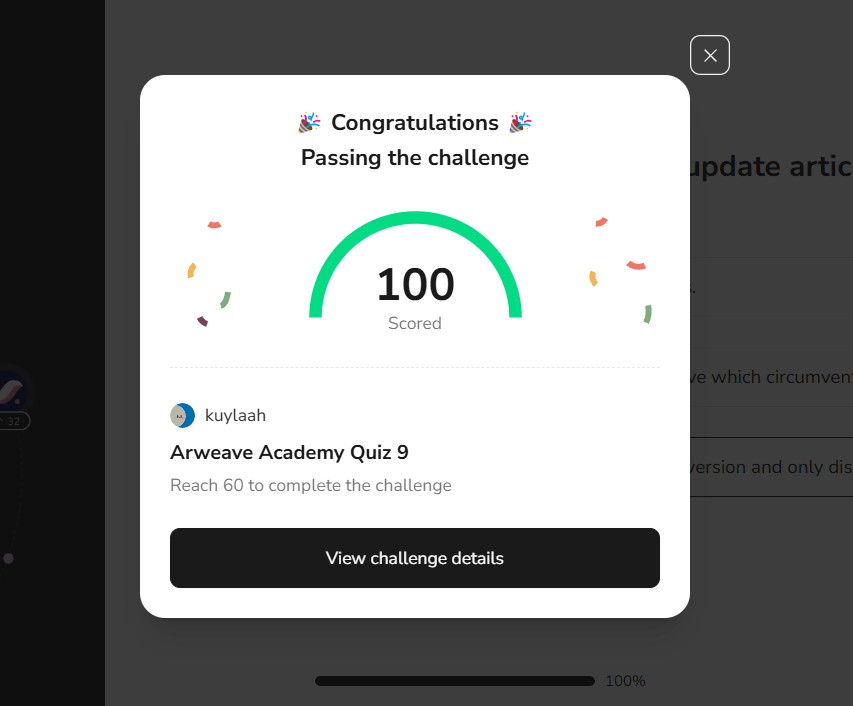 Congratulations
Passing the challenge
update artic
100
Scored
s.
ve which circumvent
kuylaah
32
Arweave Academy Quiz 9
version and only dis
Reach 60 to complete the challenge
View challenge details
100%